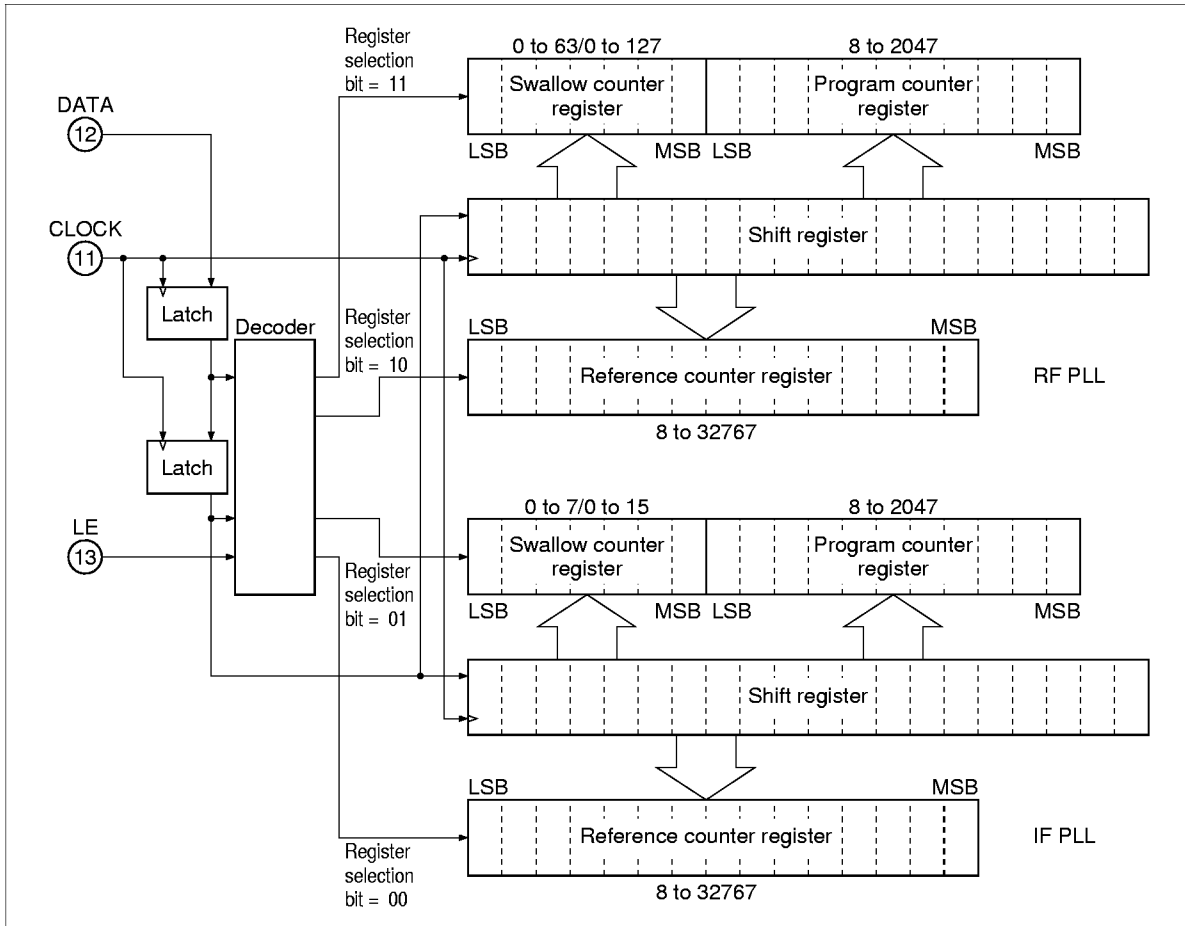 Register
selection
bit = 11
0 to 63/0 to 127
8 to 2047
Swallow counter
register
Program counter
register
LSB
MSB
LSB
MSB
DATA
12
CLOCK
11
Shift register
Latch
Decoder
Register
selection
bit = 10
LSB
MSB
Reference counter register
RF PLL
8 to 32767
Latch
LE
13
0 to 7/0 to 15
8 to 2047
Swallow counter
register
Program counter
register
Register
selection
bit = 01
LSB
MSB
LSB
MSB
Shift register
LSB
MSB
Reference counter register
IF PLL
Register
selection
bit = 00
8 to 32767